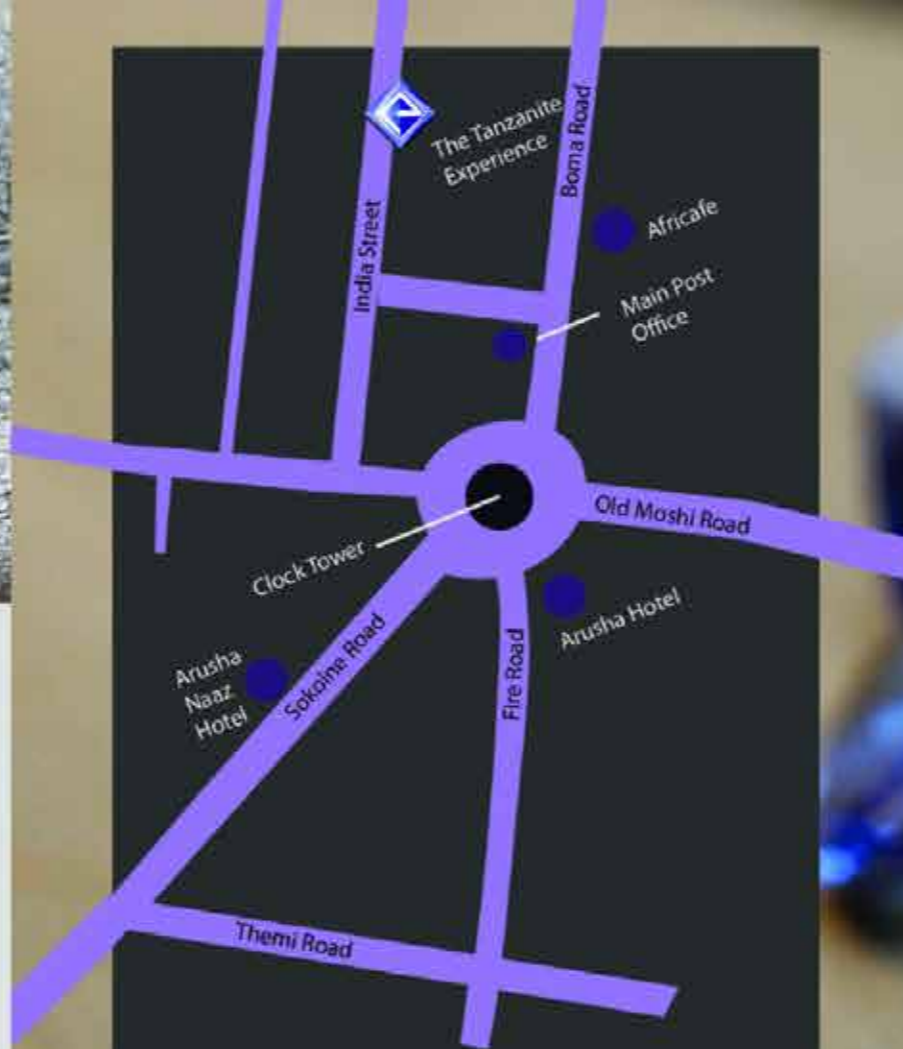 The Tanzanite
Experience
Boma Road
Africafe
India Street
Main Post
Office
Old Moshi Road
Clock Tower
Arusha Hotel
Arusha
Naaz
Hotel
Sokoine Road
Fire Road
Themi Road